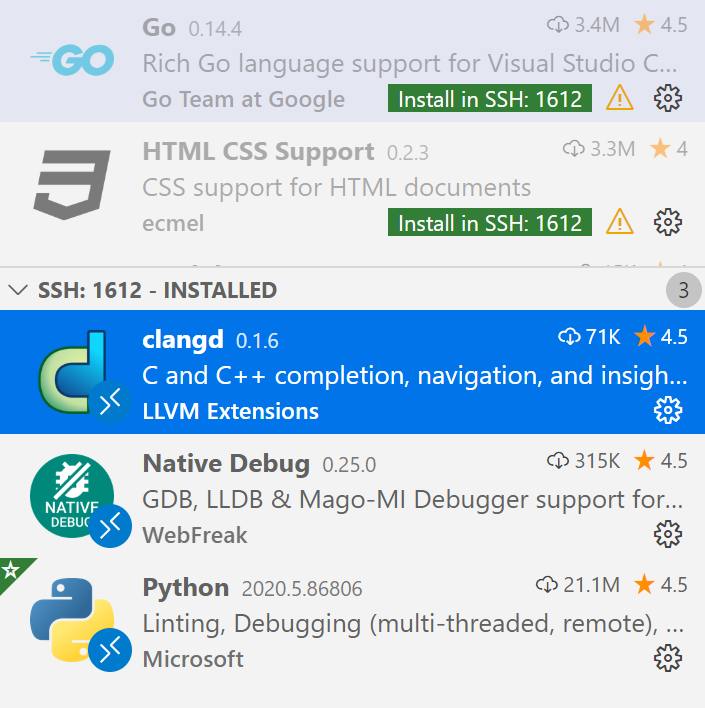 Go 0.14.4 3.4M 4.5
GO Rich Go language support for Visual Studio C...
Go Team at Google Install in SSH: 1612
HTML CSS Support 0.2.3 3.3M 4
CSS support for HTML documents
ecmel Install in SSH: 1612
SSH: 1612 - INSTALLED 3
clangd 0.1.6 71K 4.5
C and C++ completion, navigation, and insigh...
LLVM Extensions
Native Debug 0.25.0 315K 4.5
GDB, LLDB & Mago-MI Debugger support for...
NATIVE
DEBUG
WebFreak
Python 2020.5.86806 21.1M 4.5
Linting, Debugging (multi-threaded, remote), ...
Microsoft